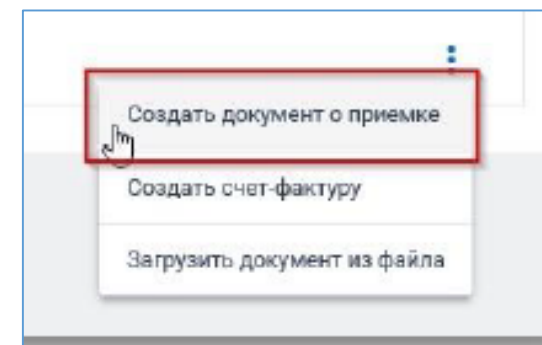 Создать документ о приемке
Создать счет-фактуру
Загрузить документ из файла